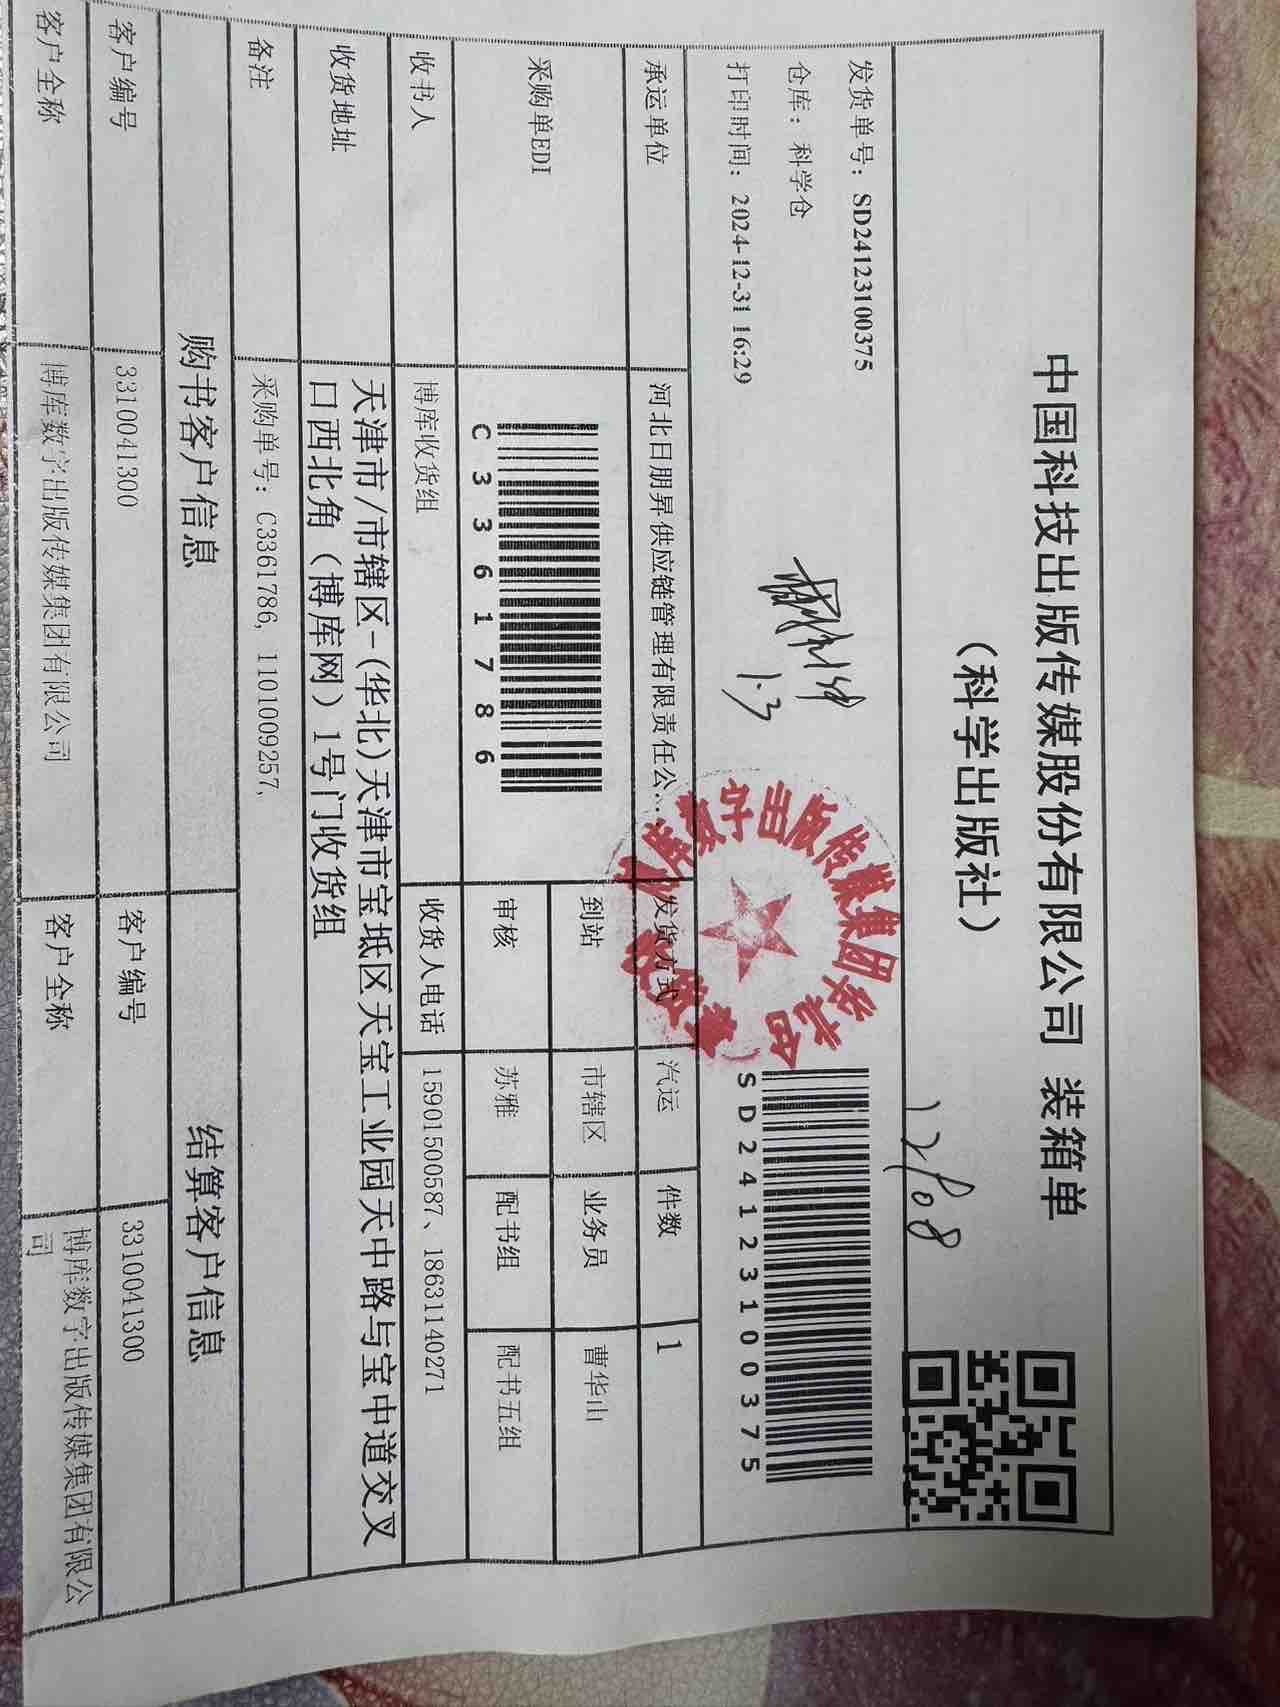 中国科技出版传媒股份有限公司 装箱单
（科学出版社）
12108
发货单号：SD24123100375
仓库：科学仓
打印时间：2024-12-31 16:29
1.3
SD24123100375
承运单位 河北日朋昇供应链管理有限责任公... 发货方式 汽运 件数 1
采购单EDI C3361786 到站 市辖区 业务员 曹华山
审核 苏雅 配书组 配书五组
收书人 博库收货组 收货人电话 15901500587、18631140271
收货地址 天津市/市辖区-(华北)天津市宝坻区天宝工业园天中路与宝中道交叉
口西北角（博库网）1号门收货组
备注 采购单号：C3361786, 1101009257,
购书客户信息 结算客户信息
客户编号 3310041300 客户编号 3310041300
客户全称 博库数字出版传媒集团有限公司 客户全称 博库数字出版传媒集团有限公
司